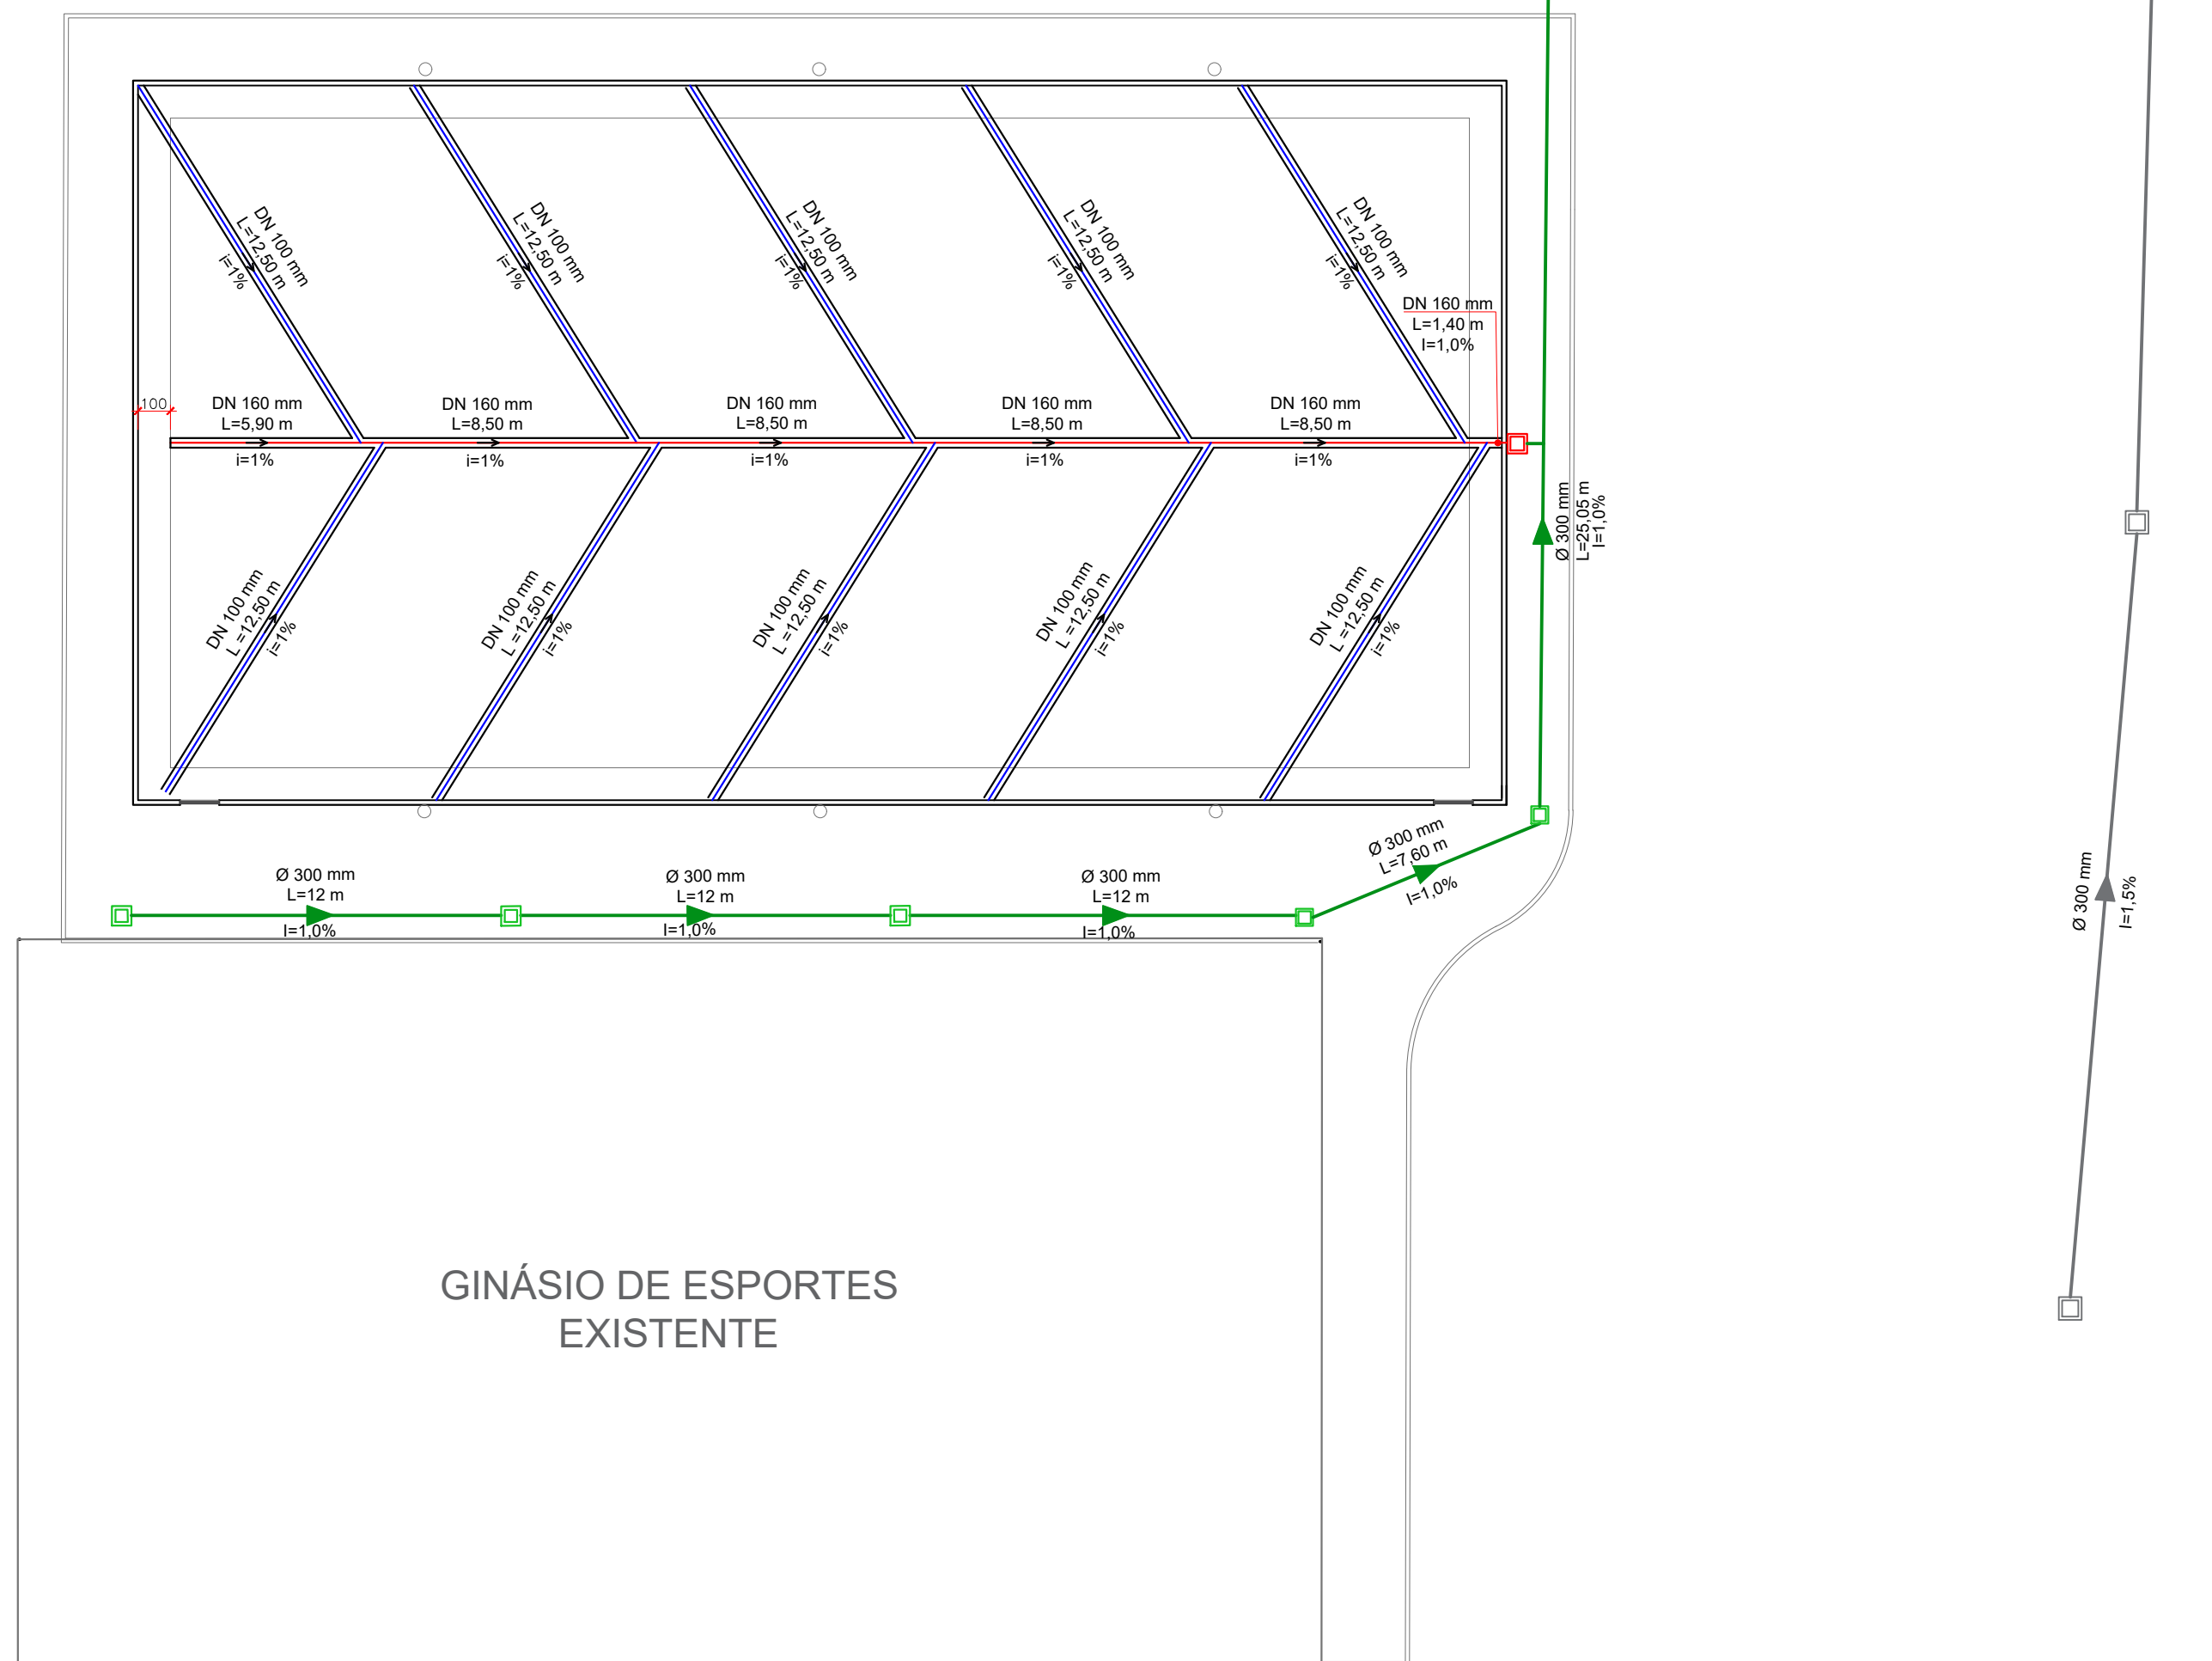 DN 100 mm
L=12,50 m
i=1%
DN 100 mm
L=12,50 m
i=1%
DN 100 mm
L=12,50 m
i=1%
DN 100 mm
L=12,50 m
i=1%
DN 100 mm
L=12,50 m
i=1%
DN 160 mm
L=1,40 m
I=1,0%
100
DN 160 mm
L=5,90 m
i=1%
DN 160 mm
L=8,50 m
i=1%
DN 160 mm
L=8,50 m
i=1%
DN 160 mm
L=8,50 m
i=1%
DN 160 mm
L=8,50 m
i=1%
Ø 300 mm
L=25,05 m
I=1,0%
DN 100 mm
L =12,50 m
i=1%
DN 100 mm
L =12,50 m
i=1%
DN 100 mm
L =12,50 m
i=1%
DN 100 mm
L =12,50 m
i=1%
DN 100 mm
L =12,50 m
i=1%
Ø 300 mm
L=12 m
I=1,0%
Ø 300 mm
L=12 m
I=1,0%
Ø 300 mm
L=12 m
I=1,0%
Ø 300 mm
L=7,60 m
I=1,0%
Ø 300 mm
I=1,5%
GINÁSIO DE ESPORTES
EXISTENTE